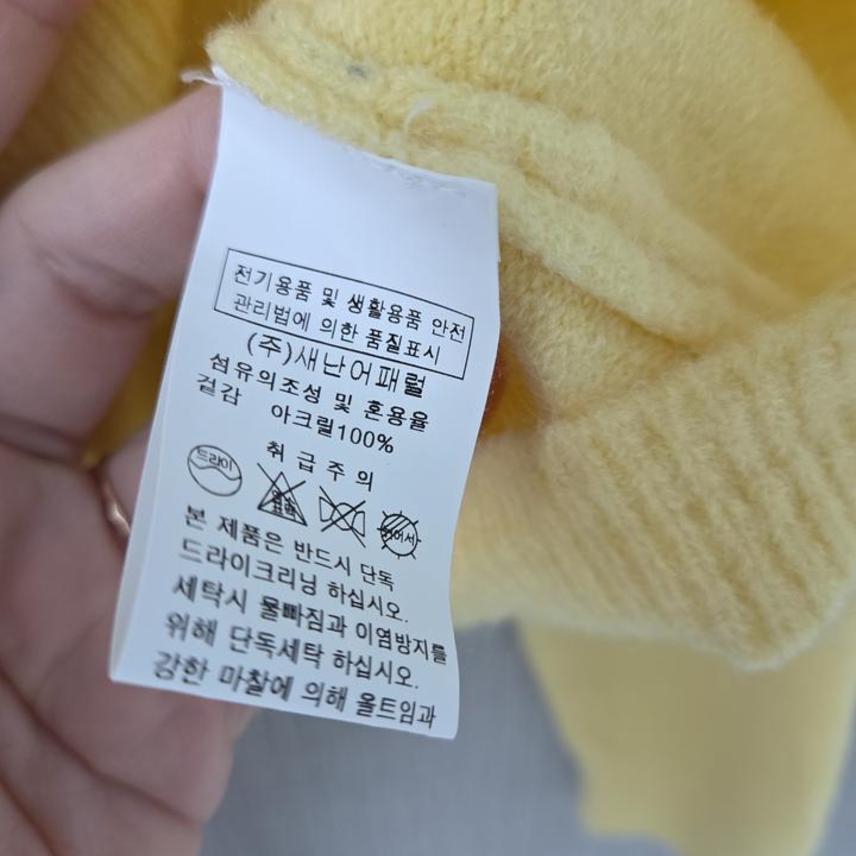 전기용품 및 생활용품 안전
관리법에 의한 품질표시
(주)새난어패럴
섬유의조성 및 혼용율
겉감 아크릴100%
취급주의
드라이
본 제품은 반드시 단독
드라이크리닝 하십시오.
세탁시 물빠짐과 이염방지를
위해 단독세탁 하십시오.
강한 마찰에 의해 올트임과